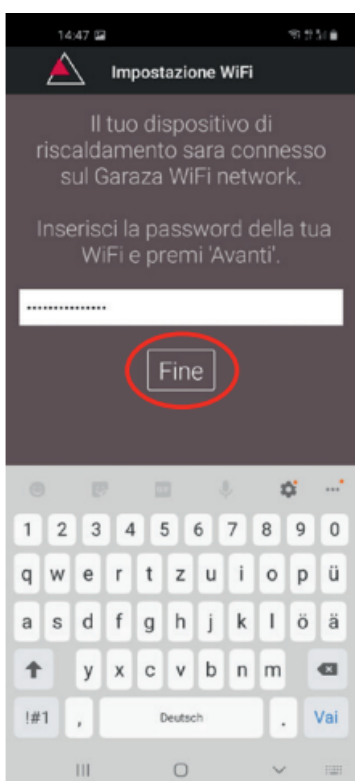 14:47
Impostazione WiFi
Il tuo dispositivo di
riscaldamento sara connesso
sul Garaza WiFi network.
Inserisci la password della tua
WiFi e premi 'Avanti'.
...............
Fine
1 2 3 4 5 6 7 8 9 0
q w e r t z u i o p ü
a s d f g h j k l ö ä
y x c v b n m
!#1 , Deutsch . Vai